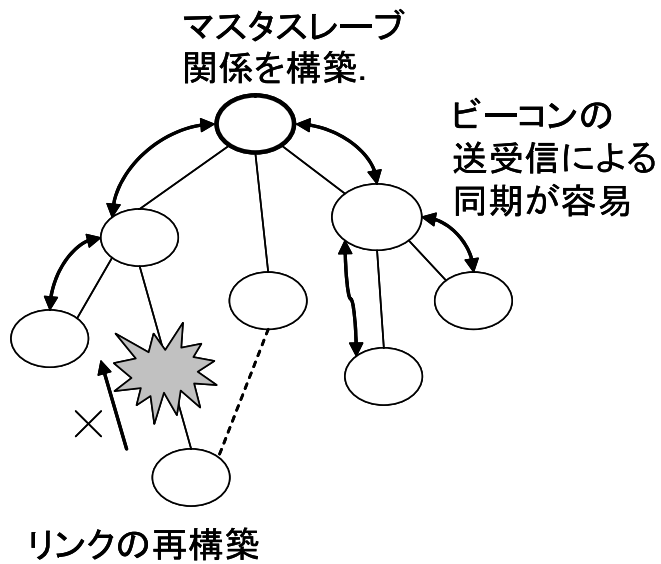 マスタスレーブ
関係を構築.
ビーコンの
送受信による
同期が容易
リンクの再構築